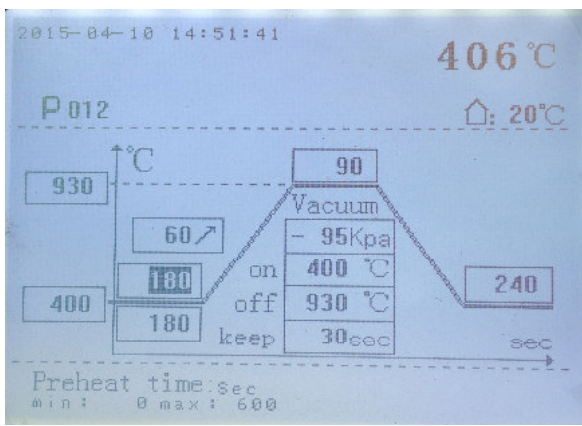 2015-04-10 14:51:41
406℃
P 012
⌂: 20℃
℃
90
930
Vacuum
60↗
- 95Kpa
180
on 400 ℃
240
400
off 930 ℃
180
keep 30sec
sec
Preheat time:sec
min: 0 max: 600